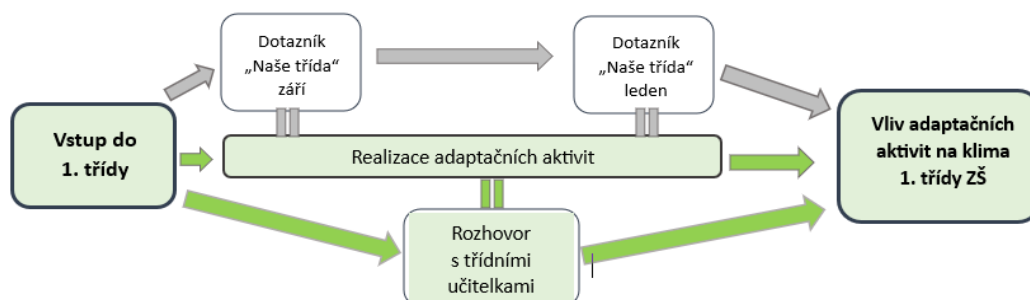 Dotazník
„Naše třída“
září
Dotazník
„Naše třída“
leden
Vstup do
1. třídy
Realizace adaptačních aktivit
Vliv adaptačních
aktivit na klima
1. třídy ZŠ
Rozhovor
s třídními
učitelkami